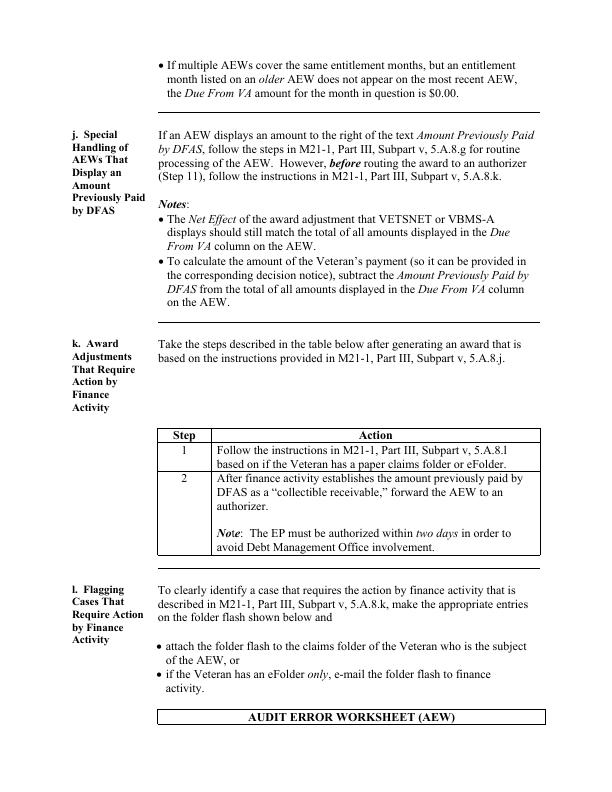 • If multiple AEWs cover the same entitlement months, but an entitlement
month listed on an older AEW does not appear on the most recent AEW,
the Due From VA amount for the month in question is $0.00.
j. Special
Handling of
AEWs That
Display an
Amount
Previously Paid
by DFAS
If an AEW displays an amount to the right of the text Amount Previously Paid
by DFAS, follow the steps in M21-1, Part III, Subpart v, 5.A.8.g for routine
processing of the AEW.  However, before routing the award to an authorizer
(Step 11), follow the instructions in M21-1, Part III, Subpart v, 5.A.8.k.
Notes:
• The Net Effect of the award adjustment that VETSNET or VBMS-A
displays should still match the total of all amounts displayed in the Due
From VA column on the AEW.
• To calculate the amount of the Veteran's payment (so it can be provided in
the corresponding decision notice), subtract the Amount Previously Paid by
DFAS from the total of all amounts displayed in the Due From VA column
on the AEW.
k. Award
Adjustments
That Require
Action by
Finance
Activity
Take the steps described in the table below after generating an award that is
based on the instructions provided in M21-1, Part III, Subpart v, 5.A.8.j.
Step Action
1 Follow the instructions in M21-1, Part III, Subpart v, 5.A.8.l
based on if the Veteran has a paper claims folder or eFolder.
2 After finance activity establishes the amount previously paid by
DFAS as a “collectible receivable,” forward the AEW to an
authorizer.
Note:  The EP must be authorized within two days in order to
avoid Debt Management Office involvement.
l. Flagging
Cases That
Require Action
by Finance
Activity
To clearly identify a case that requires the action by finance activity that is
described in M21-1, Part III, Subpart v, 5.A.8.k, make the appropriate entries
on the folder flash shown below and
• attach the folder flash to the claims folder of the Veteran who is the subject
of the AEW, or
• if the Veteran has an eFolder only, e-mail the folder flash to finance
activity.
AUDIT ERROR WORKSHEET (AEW)